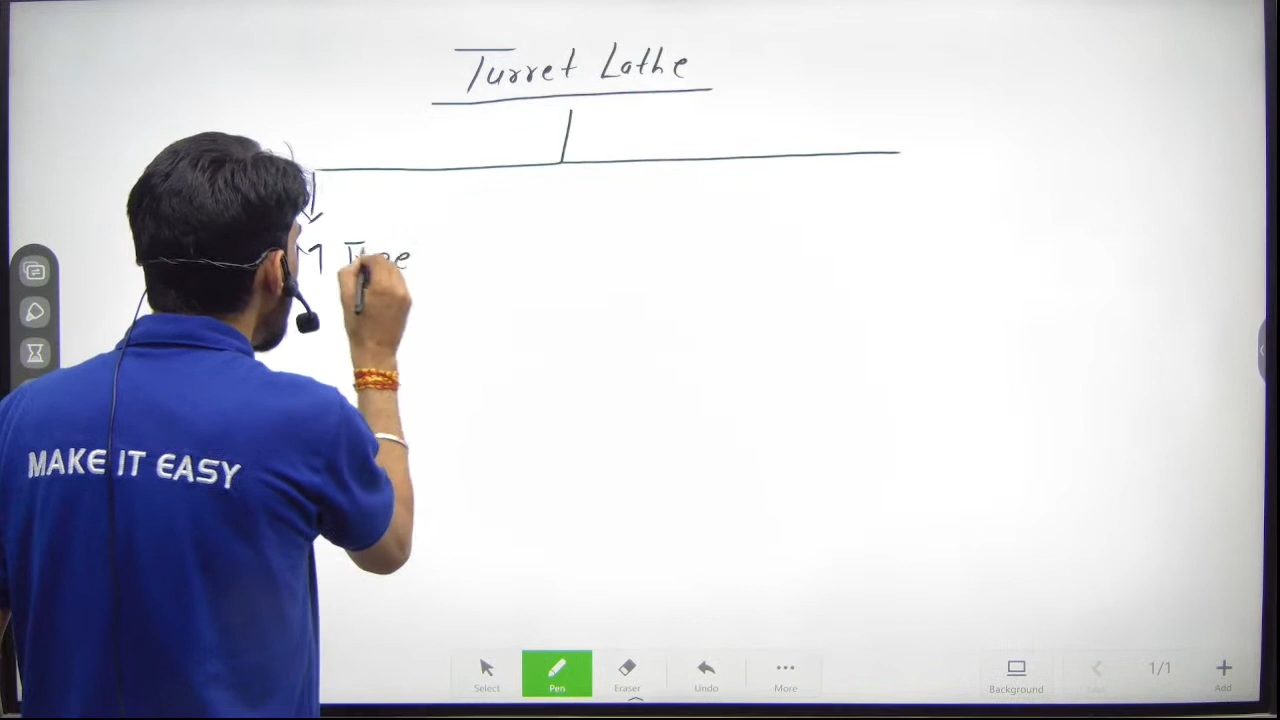 Turret Lathe
MAKE IT EASY
Select
Pen
Eraser
Undo
More
Background
1/1
Add